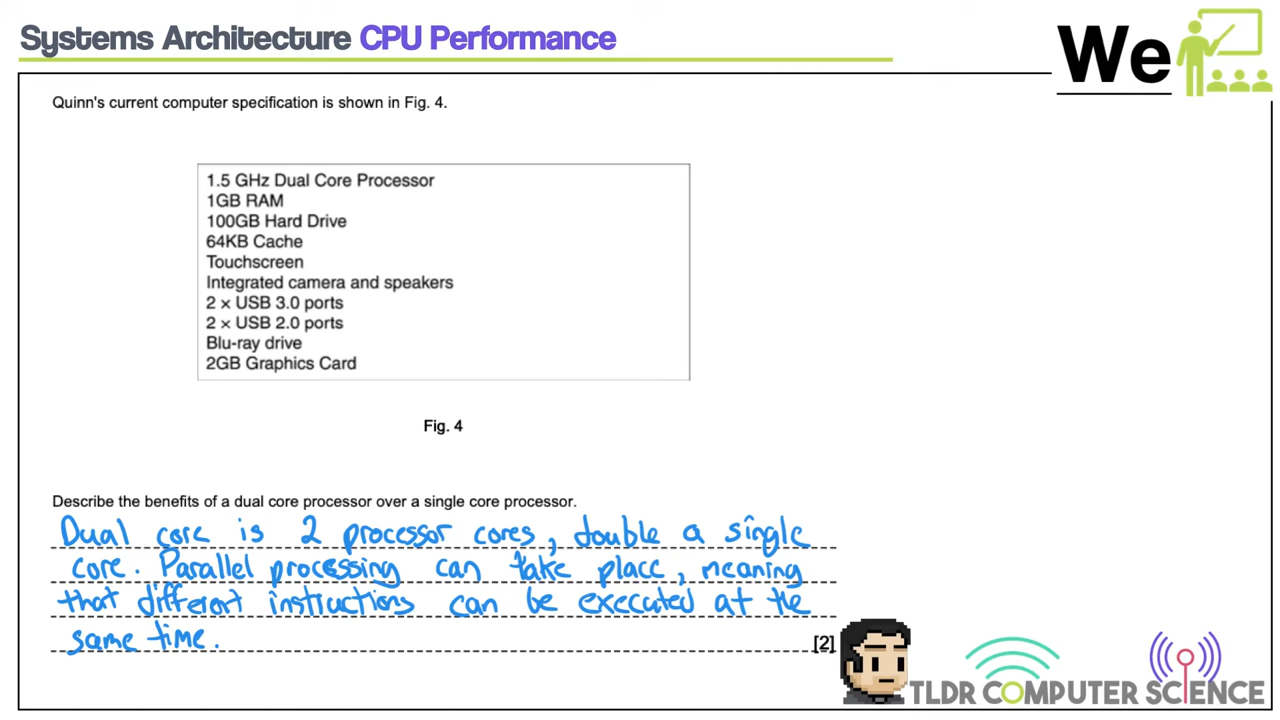 Systems Architecture CPU Performance
We
Quinn's current computer specification is shown in Fig. 4.
1.5 GHz Dual Core Processor
1GB RAM
100GB Hard Drive
64KB Cache
Touchscreen
Integrated camera and speakers
2 × USB 3.0 ports
2 × USB 2.0 ports
Blu-ray drive
2GB Graphics Card
Fig. 4
Describe the benefits of a dual core processor over a single core processor.
Dual core is 2 processor cores, double a single
core. Parallel processing can take place, meaning
that different instructions can be executed at the
same time.
[2]
TLDR COMPUTER SCIENCE